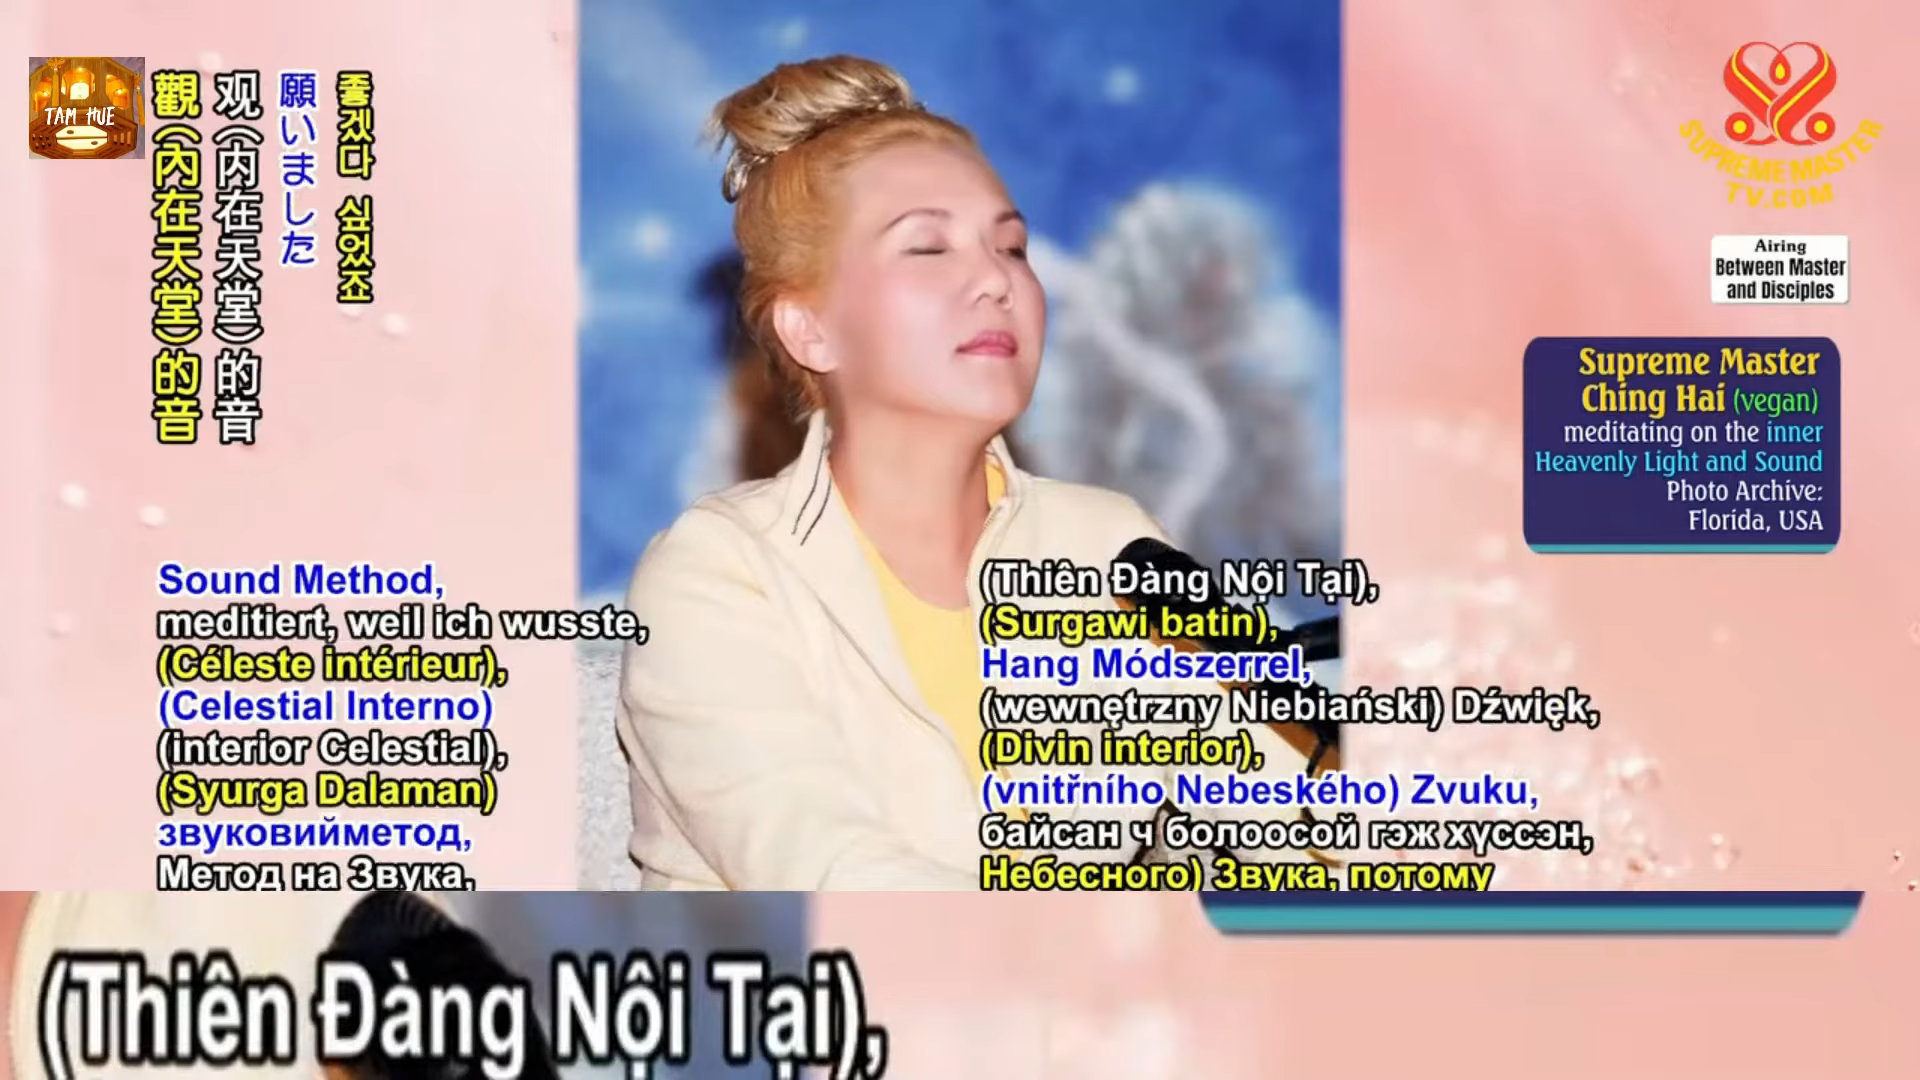 TAM HUE
觀(內在天堂)的音
观(内在天堂)的音
願いました
좋겠다 싶었죠
SUPREME MASTER
TV.COM
Airing
Between Master
and Disciples
Supreme Master
Ching Hai (vegan)
meditating on the inner
Heavenly Light and Sound
Photo Archive:
Florida, USA
Sound Method,
meditiert, weil ich wusste,
(Céleste intérieur),
(Celestial Interno)
(interior Celestial),
(Syurga Dalaman)
звуковийметод,
Метод на Звука,
(Thiên Đàng Nội Tại),
(Surgawi batin),
Hang Módszerrel,
(wewnętrzny Niebiański) Dźwięk,
(Divin interior),
(vnitřního Nebeského) Zvuku,
байсан ч болоосой гэж хүссэн,
Небесного) Звука, потому
(Thiên Đàng Nội Tại),